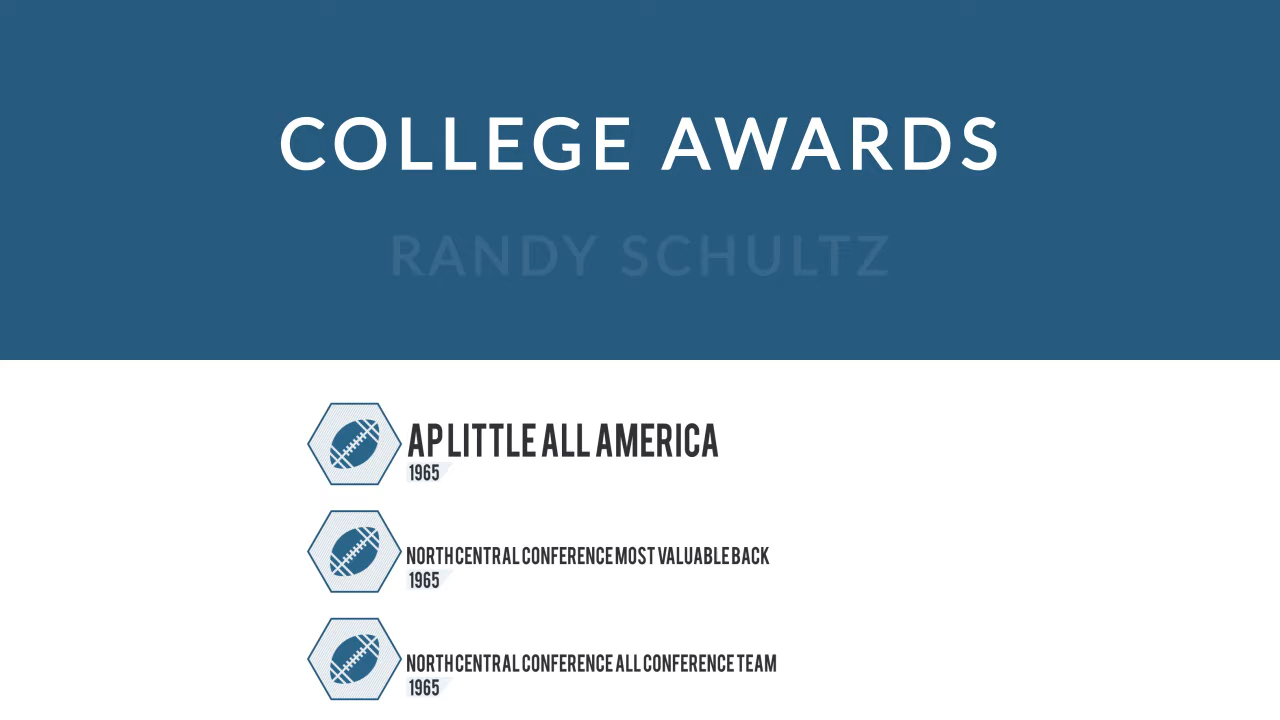 COLLEGE AWARDS
RANDY SCHULTZ
AP LITTLE ALL AMERICA
1965
NORTH CENTRAL CONFERENCE MOST VALUABLE BACK
1965
NORTH CENTRAL CONFERENCE ALL CONFERENCE TEAM
1965